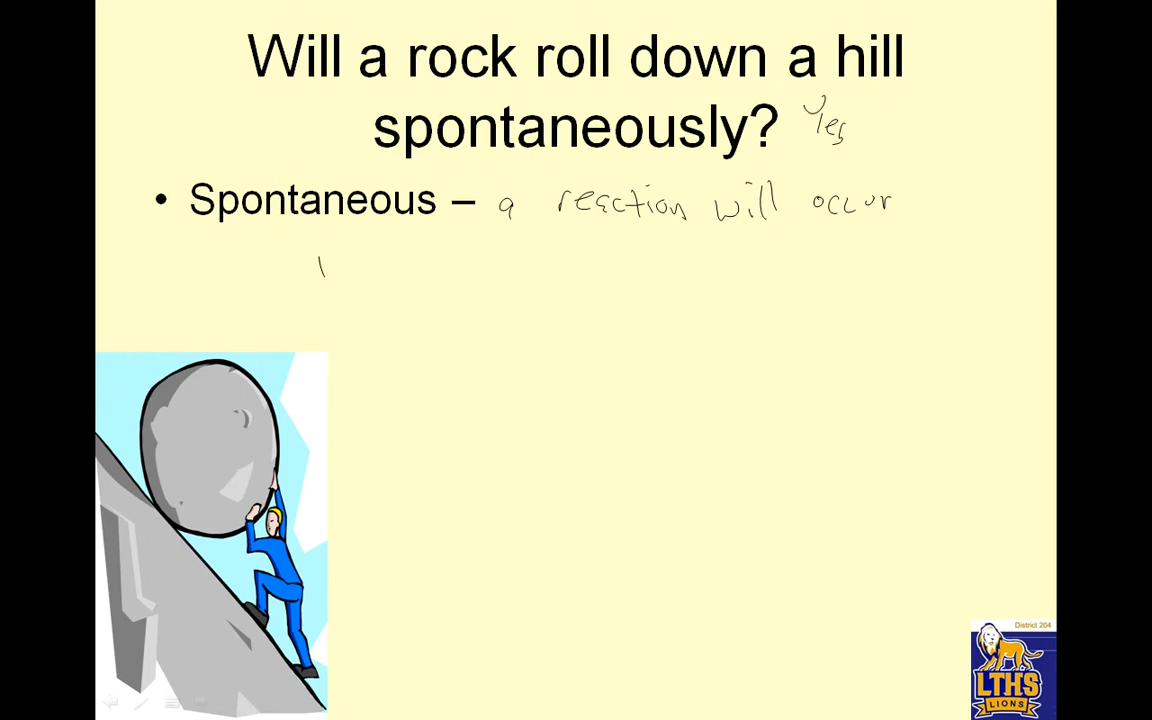 Will a rock roll down a hill
spontaneously? Yes
• Spontaneous – a reaction will occur
District 204
LTHS
LIONS